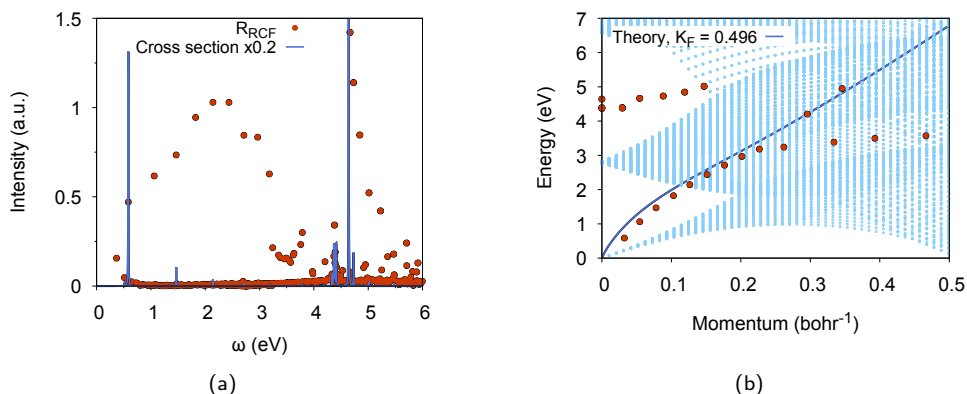 R_RCF
Cross section x0.2
Intensity (a.u.)
1.5
1
0.5
0
0 1 2 3 4 5 6
ω (eV)
(a)
Theory, K_F = 0.496
Energy (eV)
7
6
5
4
3
2
1
0
0 0.1 0.2 0.3 0.4 0.5
Momentum (bohr⁻¹)
(b)